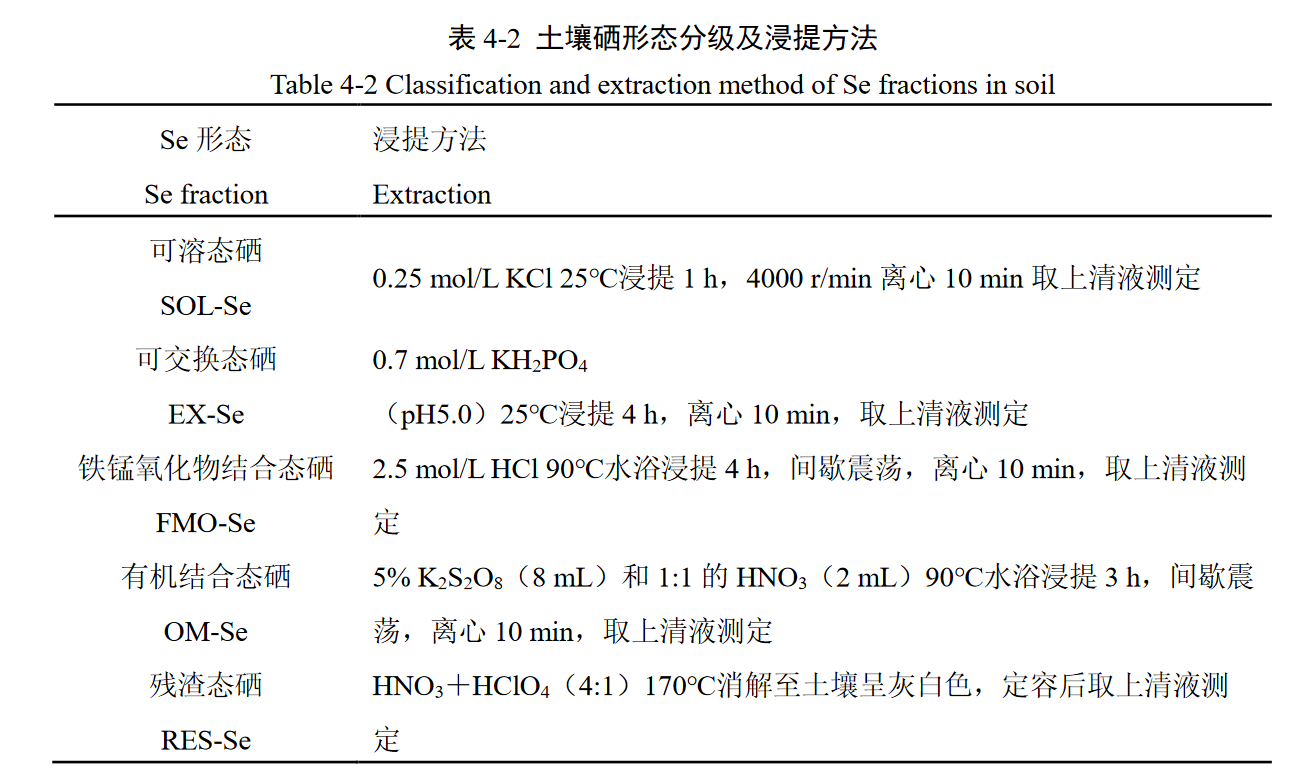 表 4-2 土壤硒形态分级及浸提方法
Table 4-2 Classification and extraction method of Se fractions in soil
Se 形态
浸提方法
Se fraction
Extraction
可溶态硒
SOL-Se
0.25 mol/L KCl 25℃浸提 1 h，4000 r/min 离心 10 min 取上清液测定
可交换态硒
EX-Se
0.7 mol/L KH₂PO₄
（pH5.0）25℃浸提 4 h，离心 10 min，取上清液测定
铁锰氧化物结合态硒
FMO-Se
2.5 mol/L HCl 90℃水浴浸提 4 h，间歇震荡，离心 10 min，取上清液测
定
有机结合态硒
OM-Se
5% K₂S₂O₈（8 mL）和 1:1 的 HNO₃（2 mL）90℃水浴浸提 3 h，间歇震
荡，离心 10 min，取上清液测定
残渣态硒
RES-Se
HNO₃＋HClO₄（4:1）170℃消解至土壤呈灰白色，定容后取上清液测
定